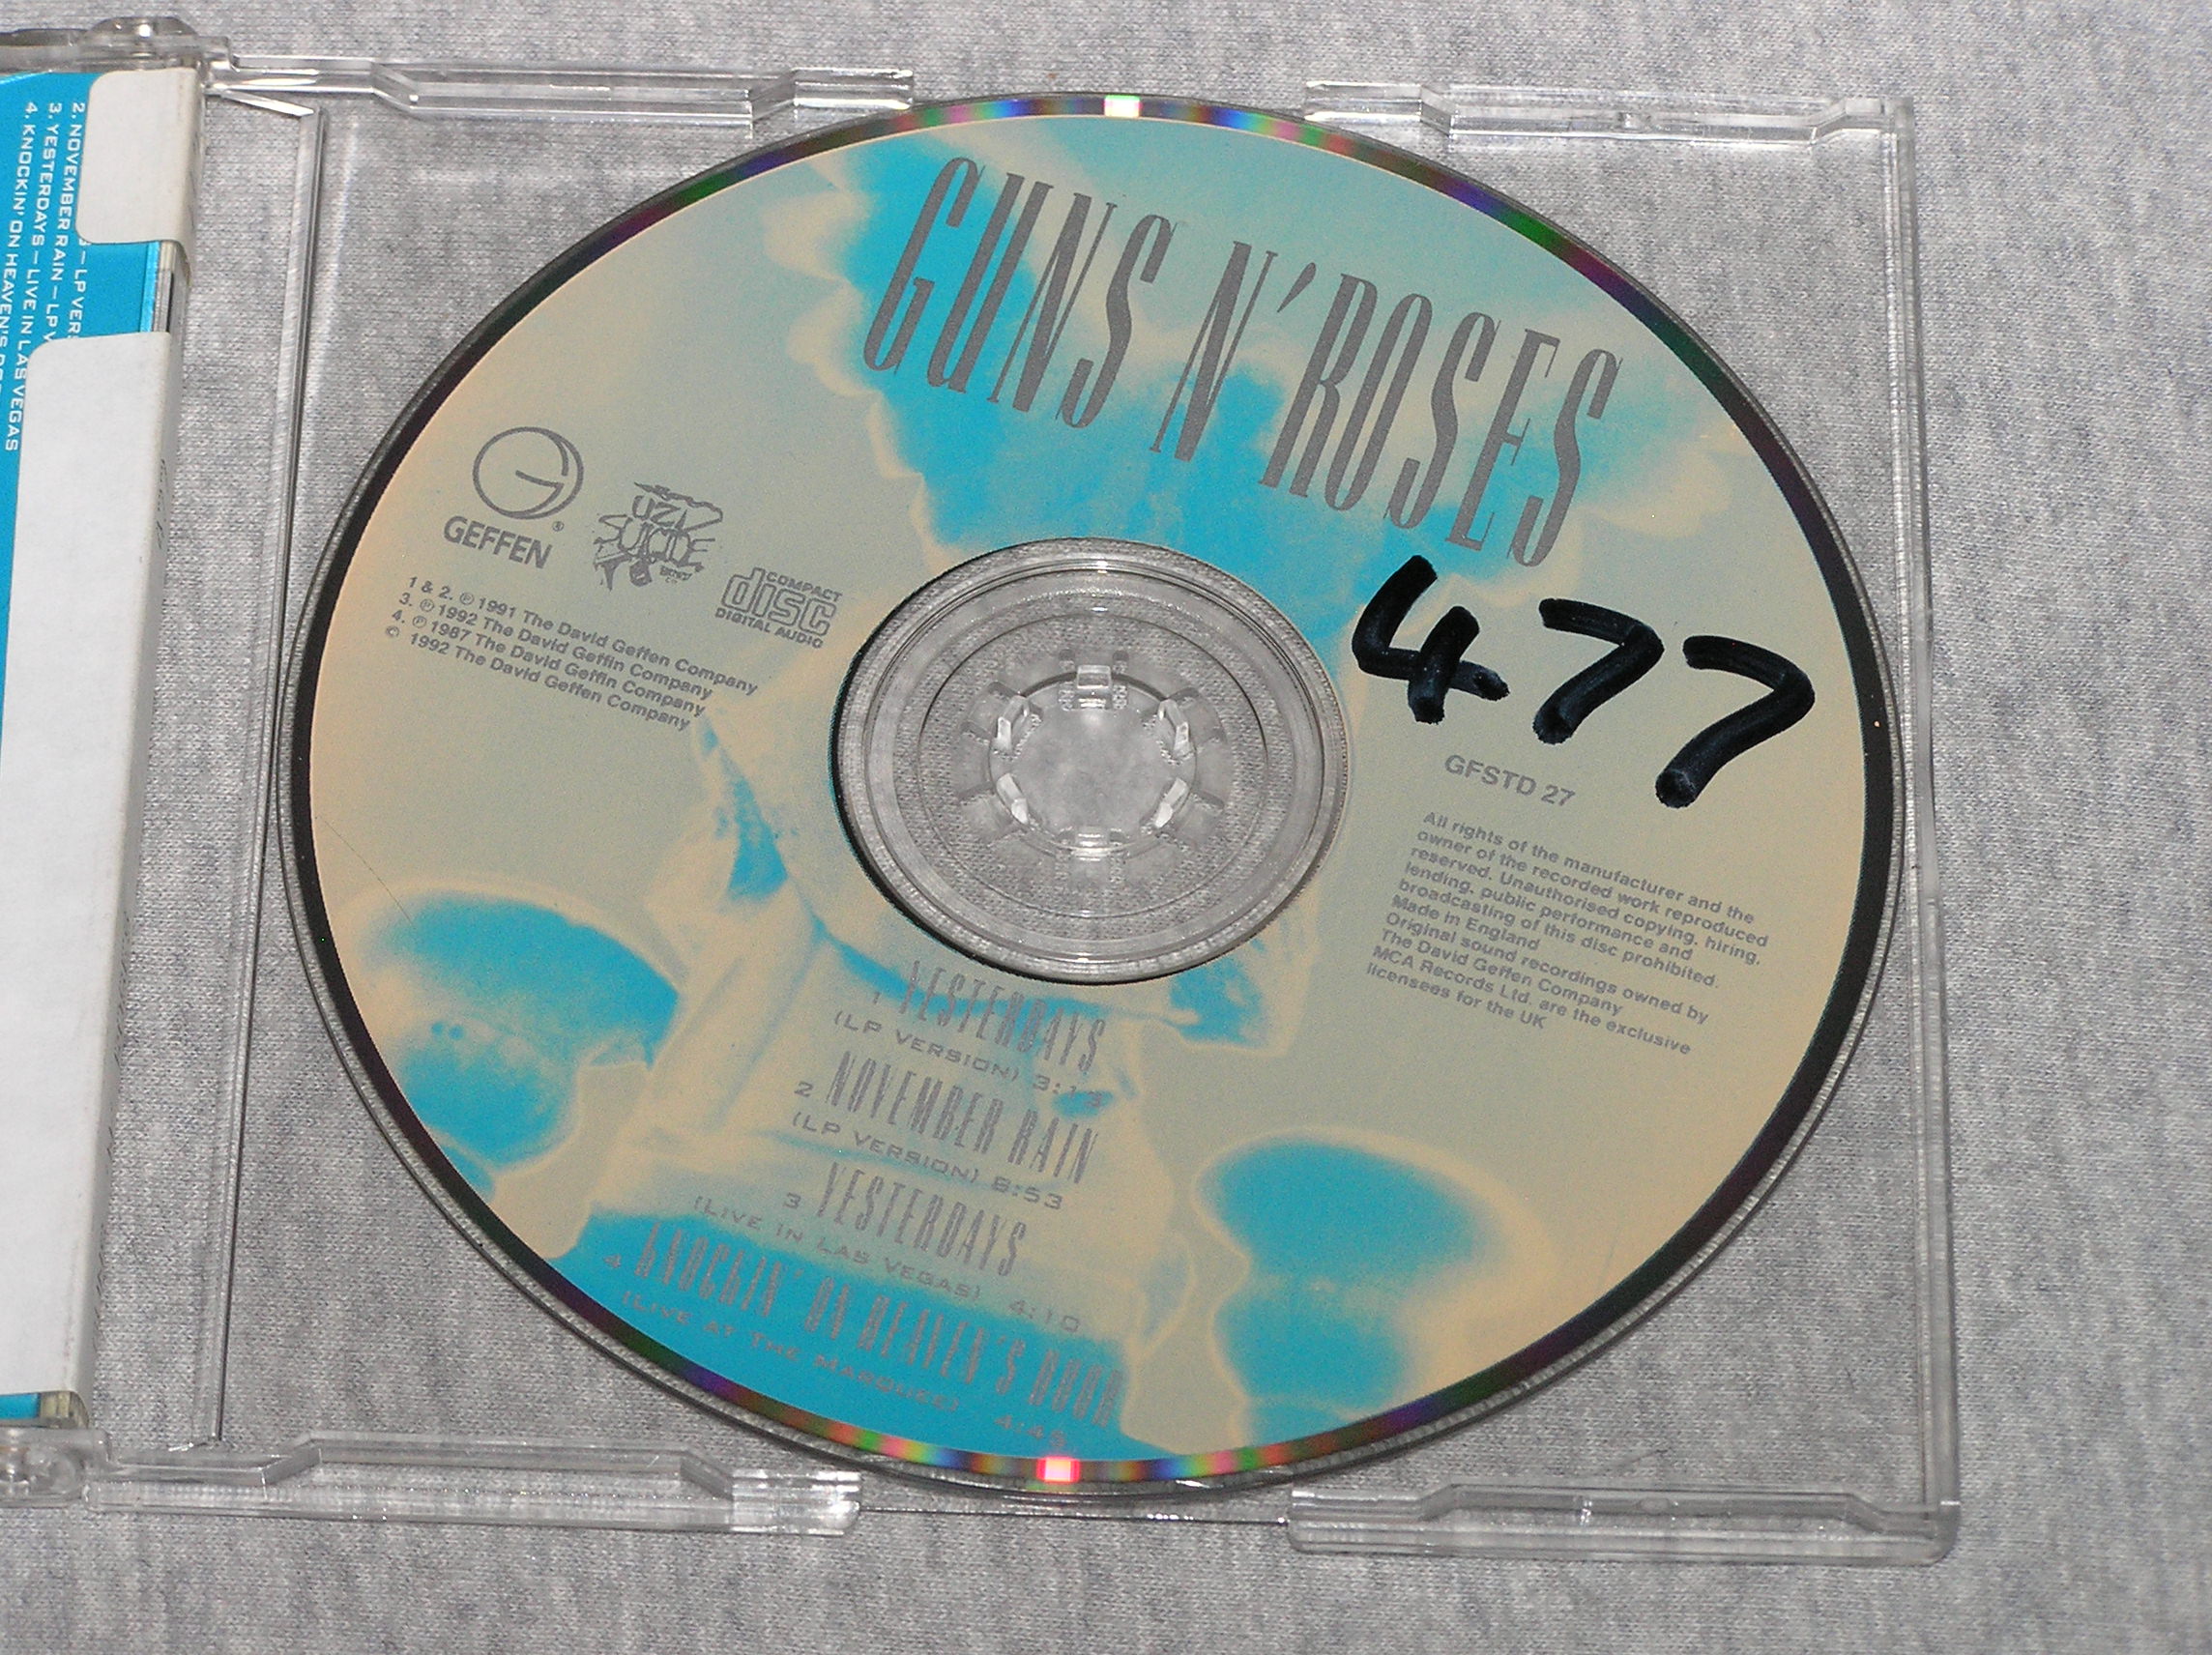 2. NOVEMBER RAIN – LP
3. YESTERDAYS – LIVE IN LAS VEGAS
4. KNOCKIN' ON HEAVEN'S
GUNS N' ROSES
477
GEFFEN®
UZI SUICIDE
COMPACT disc DIGITAL AUDIO
1 & 2. ℗ 1991 The David Geffen Company
3. ℗ 1992 The David Geffin Company
4. ℗ 1987 The David Geffin Company
© 1992 The David Geffen Company
GFSTD 27
All rights of the manufacturer and the
owner of the recorded work reproduced
reserved. Unauthorised copying, hiring,
lending, public performance and
broadcasting of this disc prohibited.
Made in England
Original sound recordings owned by
The David Geffen Company
MCA Records Ltd. are the exclusive
licensees for the UK
1 YESTERDAYS
(LP VERSION)
2 NOVEMBER RAIN
(LP VERSION) 8:53
3 YESTERDAYS
(LIVE IN LAS VEGAS) 4:10
4 KNOCKIN' ON HEAVEN'S DOOR
(LIVE AT THE MARQUEE)